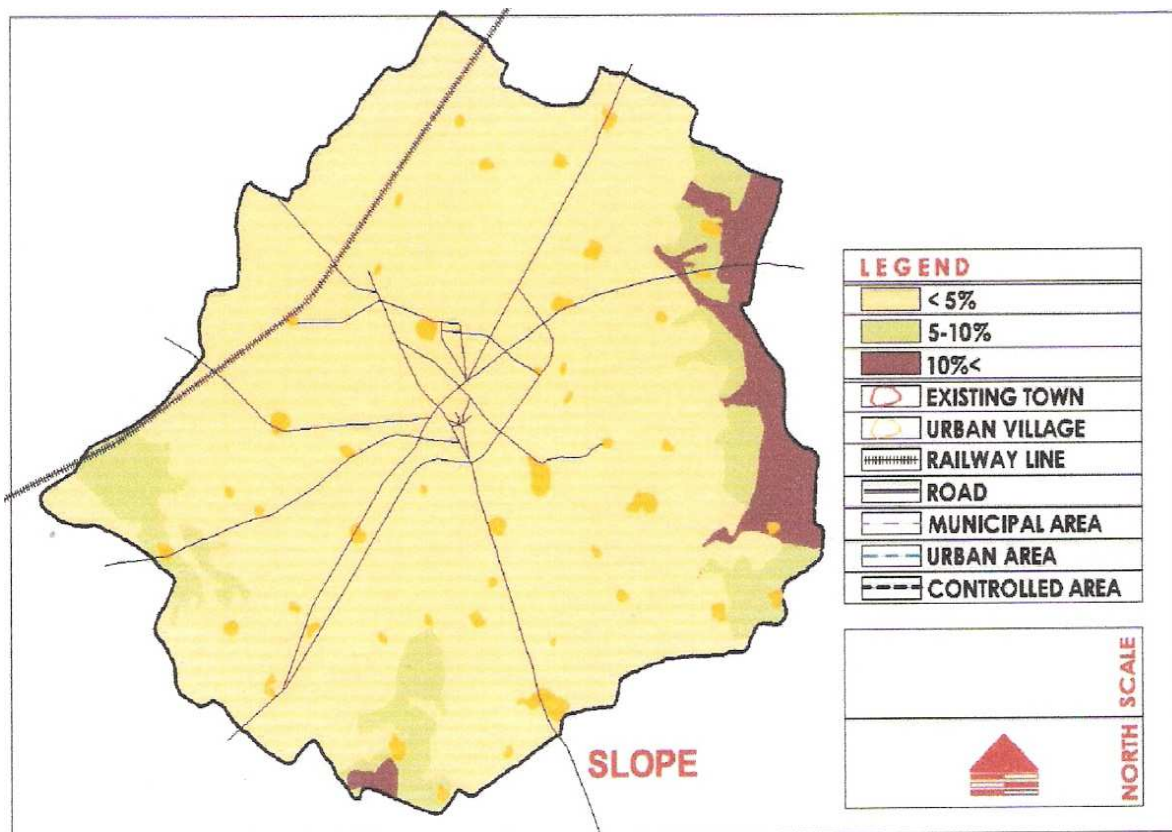 LEGEND
< 5%
5-10%
10%<
EXISTING TOWN
URBAN VILLAGE
RAILWAY LINE
ROAD
MUNICIPAL AREA
URBAN AREA
CONTROLLED AREA
SCALE
NORTH
SLOPE